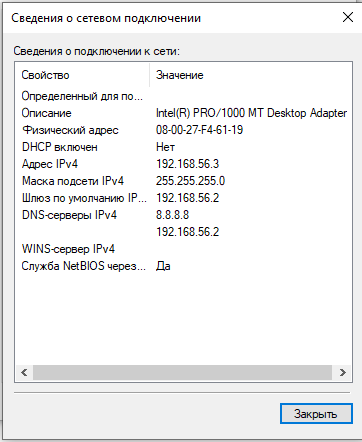 Сведения о сетевом подключении
Сведения о подключении к сети:
Свойство Значение
Определенный для по...
Описание Intel(R) PRO/1000 MT Desktop Adapter
Физический адрес 08-00-27-F4-61-19
DHCP включен Нет
Адрес IPv4 192.168.56.3
Маска подсети IPv4 255.255.255.0
Шлюз по умолчанию IP... 192.168.56.2
DNS-серверы IPv4 8.8.8.8
192.168.56.2
WINS-сервер IPv4
Служба NetBIOS через... Да
Закрыть